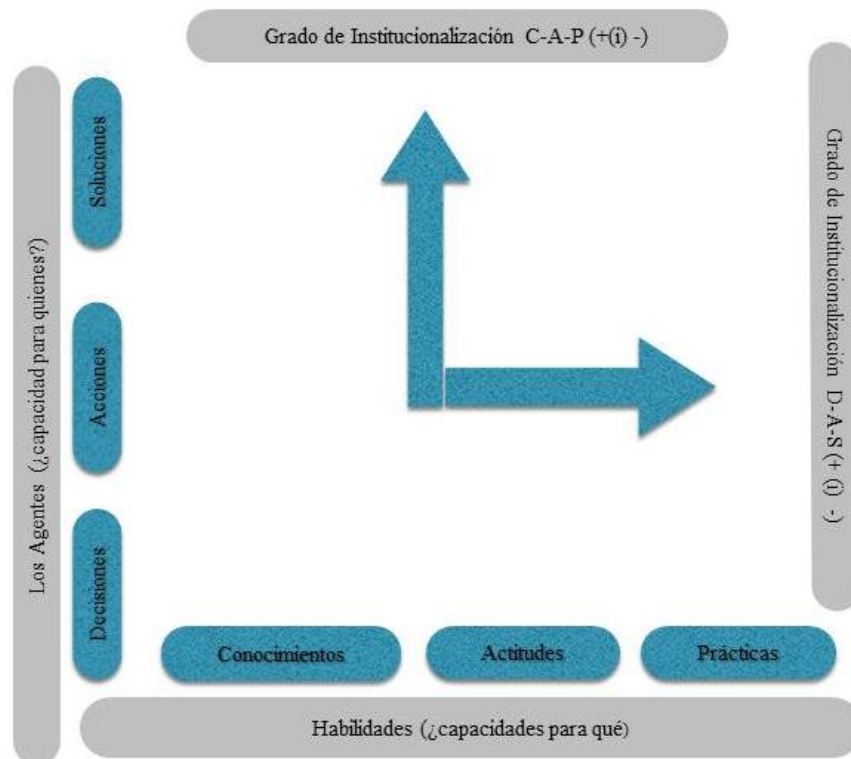 Grado de Institucionalización C-A-P (+(i) -)
Los Agentes (¿capacidad para quienes?)
Soluciones
Acciones
Decisiones
Grado de Institucionalización D-A-S (+ (i) -)
Conocimientos
Actitudes
Prácticas
Habilidades (¿capacidades para qué)